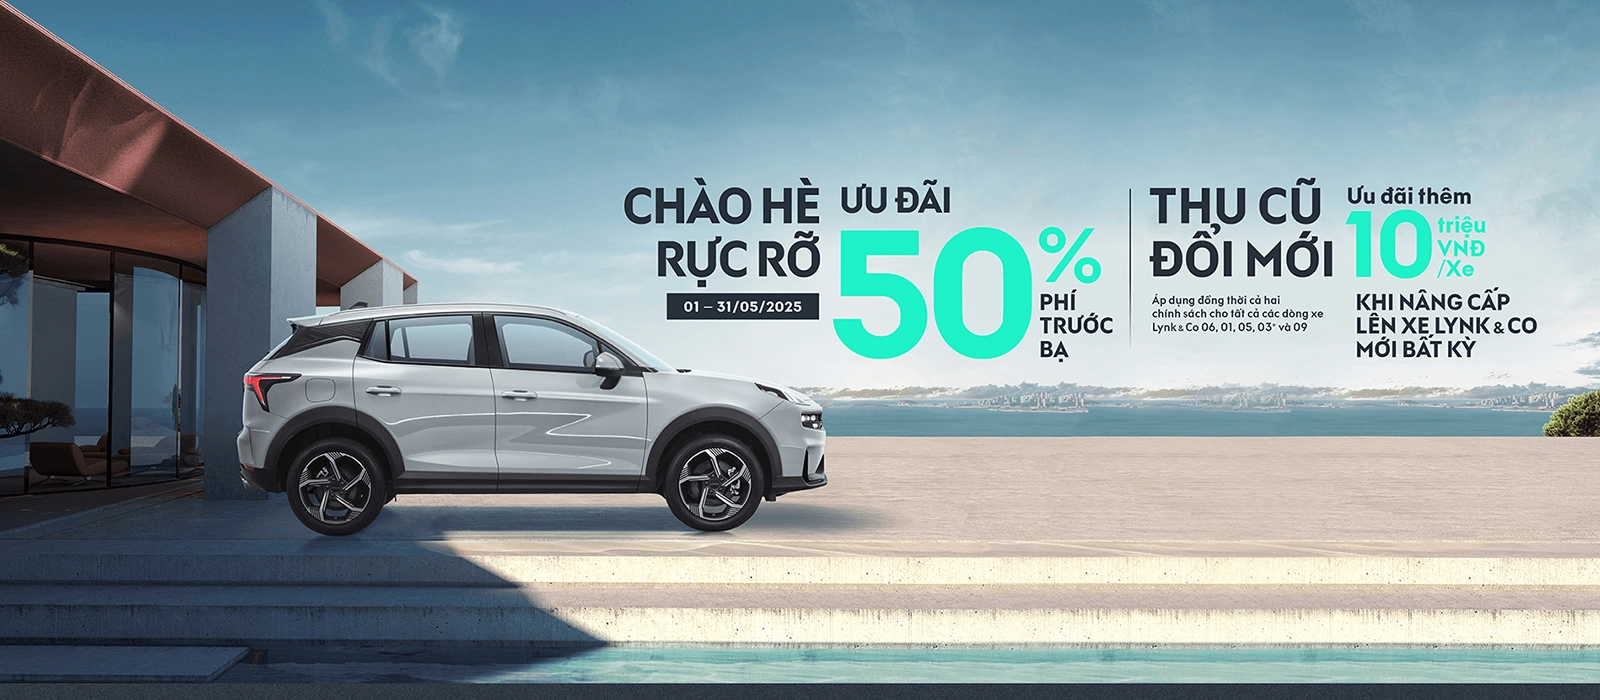 CHÀO HÈ
RỰC RỠ
01 – 31/05/2025
ƯU ĐÃI
50%
PHÍ
TRƯỚC
BẠ
THU CŨ
ĐỔI MỚI
Áp dụng đồng thời cả hai
chính sách cho tất cả các dòng xe
Lynk & Co 06, 01, 05, 03+ và 09
Ưu đãi thêm
10 triệu
VNĐ
/Xe
KHI NÂNG CẤP
LÊN XE LYNK & CO
MỚI BẤT KỲ